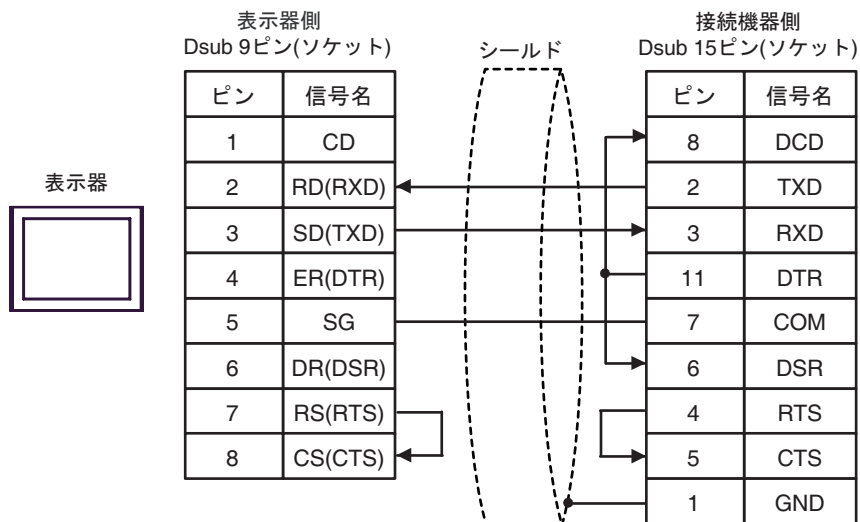 表示器側
Dsub 9ピン(ソケット)
シールド
接続機器側
Dsub 15ピン(ソケット)
表示器
ピン 信号名
1 CD
2 RD(RXD)
3 SD(TXD)
4 ER(DTR)
5 SG
6 DR(DSR)
7 RS(RTS)
8 CS(CTS)
ピン 信号名
8 DCD
2 TXD
3 RXD
11 DTR
7 COM
6 DSR
4 RTS
5 CTS
1 GND